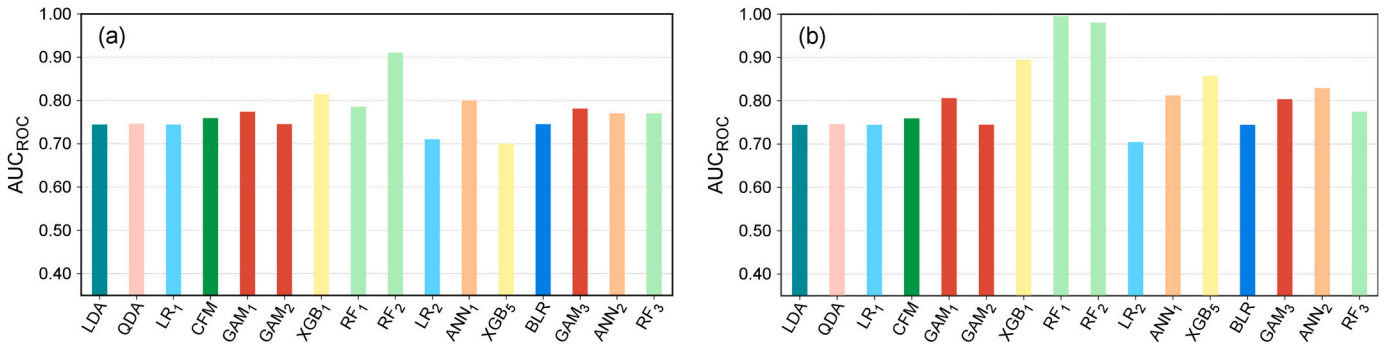 (a)
AUC_ROC
1.00
0.90
0.80
0.70
0.60
0.50
0.40
LDA
QDA
LR₁
CFM
GAM₁
GAM₂
XGB₁
RF₁
RF₂
LR₂
ANN₁
XGB₅
BLR
GAM₃
ANN₂
RF₃
(b)
AUC_ROC
1.00
0.90
0.80
0.70
0.60
0.50
0.40
LDA
QDA
LR₁
CFM
GAM₁
GAM₂
XGB₁
RF₁
RF₂
LR₂
ANN₁
XGB₅
BLR
GAM₃
ANN₂
RF₃